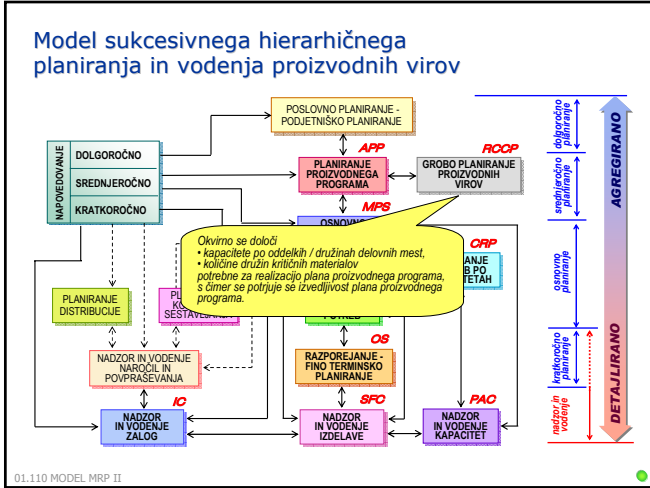 Model sukcesivnega hierarhičnega
planiranja in vodenja proizvodnih virov
POSLOVNO PLANIRANJE -
PODJETNIŠKO PLANIRANJE
NAPOVEDOVANJE
DOLGOROČNO
SREDNJEROČNO
KRATKOROČNO
APP
RCCP
PLANIRANJE
PROIZVODNEGA
PROGRAMA
GROBO PLANIRANJE
PROIZVODNIH
VIROV
MPS
OSNOVNO
Okvirno se določi
• kapacitete po oddelkih / družinah delovnih mest,
• količine družin kritičnih materialov
potrebne za realizacijo plana proizvodnega programa,
s čimer se potrjuje se izvedljivost plana proizvodnega
programa.
CRP
PLANIRANJE
DISTRIBUCIJE
POTREB
OS
NADZOR IN VODENJE
NAROČIL IN
POVPRAŠEVANJA
RAZPOREJANJE -
FINO TERMINSKO
PLANIRANJE
IC
SFC
PAC
NADZOR
IN VODENJE
ZALOG
NADZOR
IN VODENJE
IZDELAVE
NADZOR
IN VODENJE
KAPACITET
dolgoročno
planiranje
srednjeročno
planiranje
osnovno
planiranje
kratkoročno
planiranje
nadzor in
vodenje
AGREGIRANO
DETAJLIRANO
01.110 MODEL MRP II